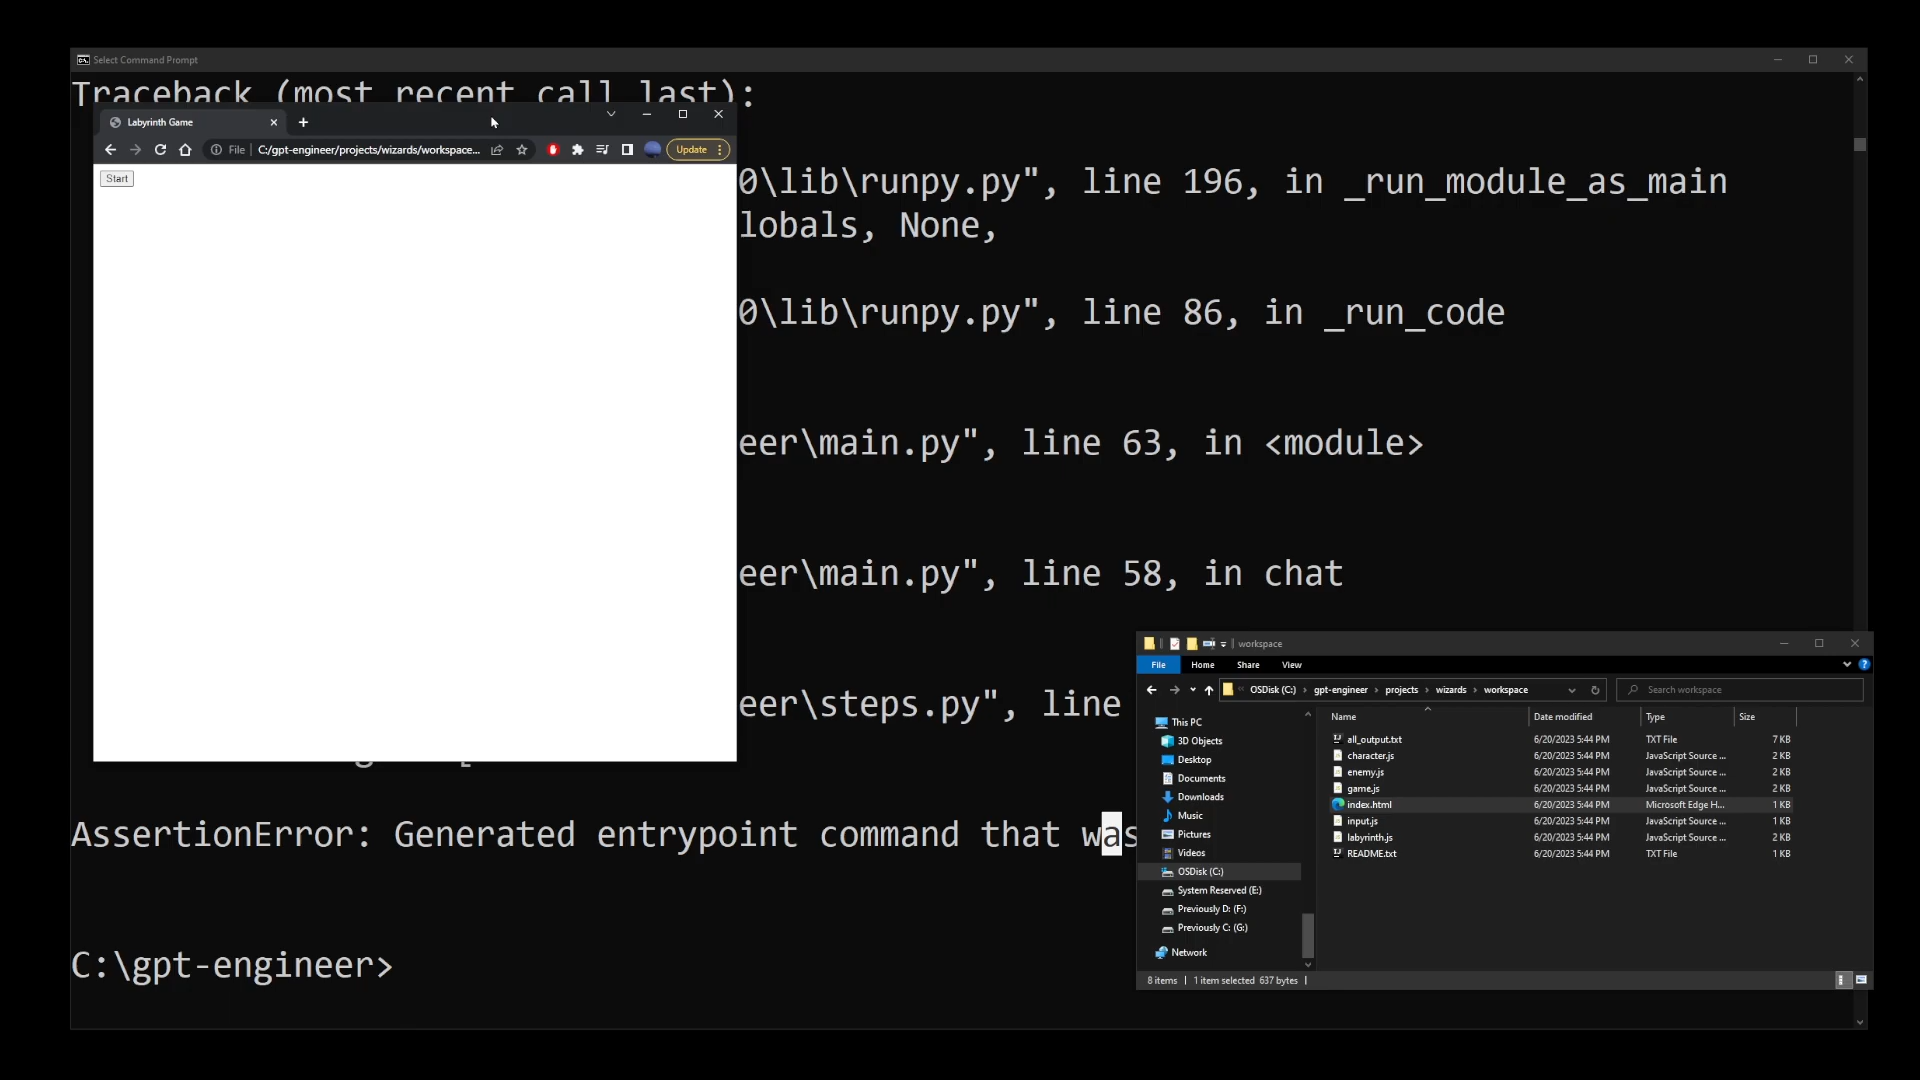 Select Command Prompt
Traceback (most recent call last):
Labyrinth Game
File
C:/gpt-engineer/projects/wizards/workspace...
Update
Start
0\lib\runpy.py", line 196, in _run_module_as_main
lobals, None,
0\lib\runpy.py", line 86, in _run_code
eer\main.py", line 63, in <module>
eer\main.py", line 58, in chat
eer\steps.py", line
AssertionError: Generated entrypoint command that was
C:\gpt-engineer>
workspace
File Home Share View
OSDisk (C:) gpt-engineer projects wizards workspace
Search workspace
This PC
3D Objects
Desktop
Documents
Downloads
Music
Pictures
Videos
OSDisk (C:)
System Reserved (E:)
Previously D: (F:)
Previously C: (G:)
Network
Name Date modified Type Size
all_output.txt 6/20/2023 5:44 PM TXT File 7 KB
character.js 6/20/2023 5:44 PM JavaScript Source ... 2 KB
enemy.js 6/20/2023 5:44 PM JavaScript Source ... 2 KB
game.js 6/20/2023 5:44 PM JavaScript Source ... 2 KB
index.html 6/20/2023 5:44 PM Microsoft Edge H... 1 KB
input.js 6/20/2023 5:44 PM JavaScript Source ... 1 KB
labyrinth.js 6/20/2023 5:44 PM JavaScript Source ... 2 KB
README.txt 6/20/2023 5:44 PM TXT File 1 KB
8 items 1 item selected 637 bytes